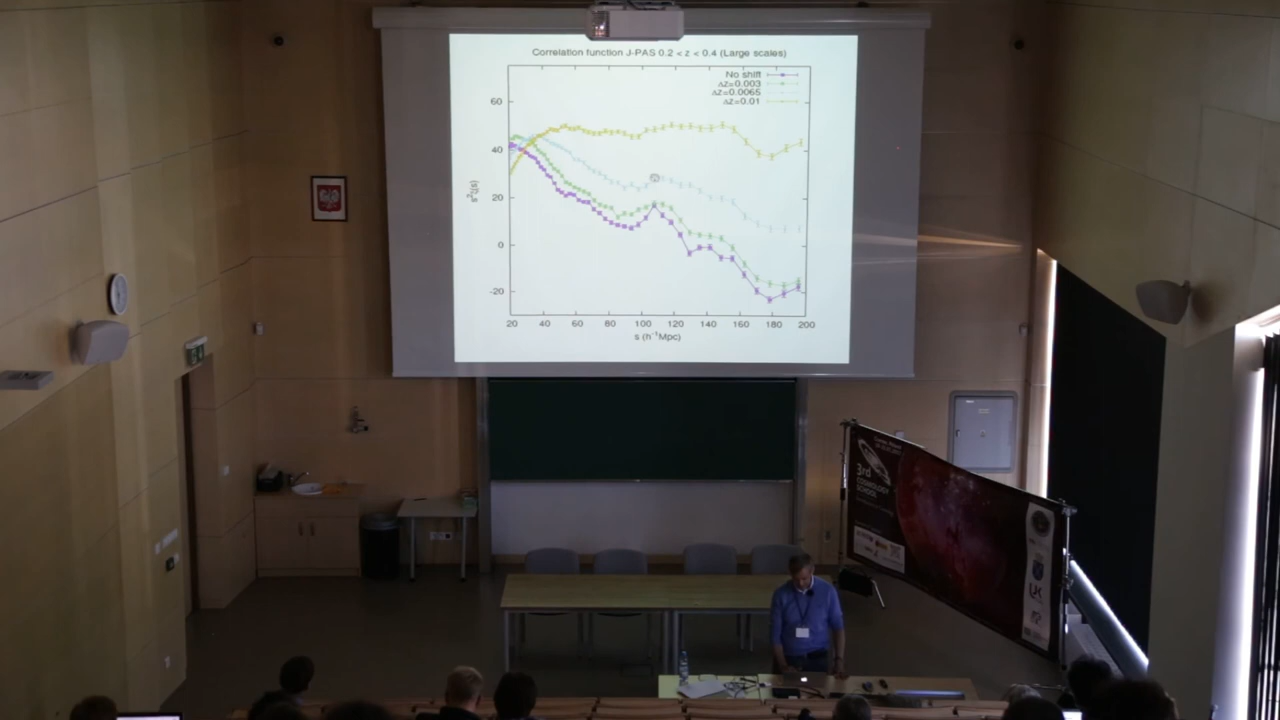 Correlation function J-PAS 0.2 < z < 0.4 (Large scales)
No shift
Δz=0.003
Δz=0.0065
Δz=0.01
60
40
20
0
-20
s²ξ(s)
20 40 60 80 100 120 140 160 180 200
s (h⁻¹Mpc)
3rd
COSMOLOGY
SCHOOL